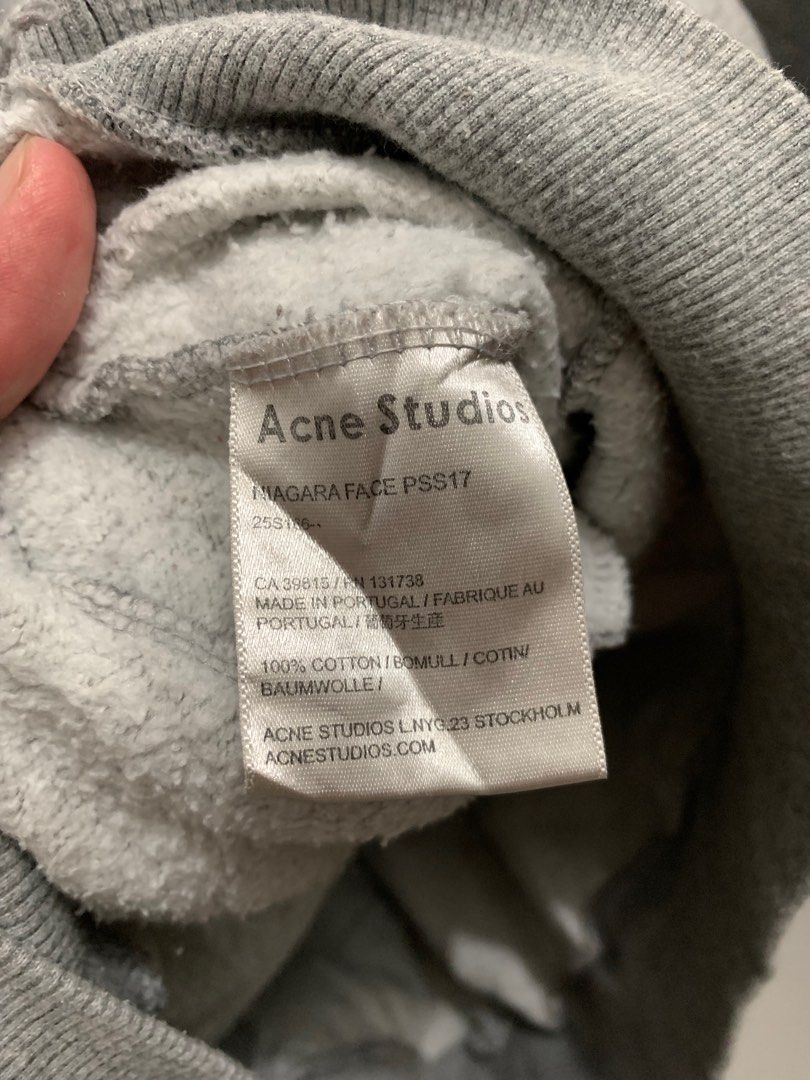 Acne Studios
NIAGARA FACE PSS17
CA 39815 / RN 131738
MADE IN PORTUGAL / FABRIQUE AU
PORTUGAL / 葡萄牙生産
100% COTTON / BOMULL / COTIN/
BAUMWOLLE /
ACNE STUDIOS L.NYG.23 STOCKHOLM
ACNESTUDIOS.COM